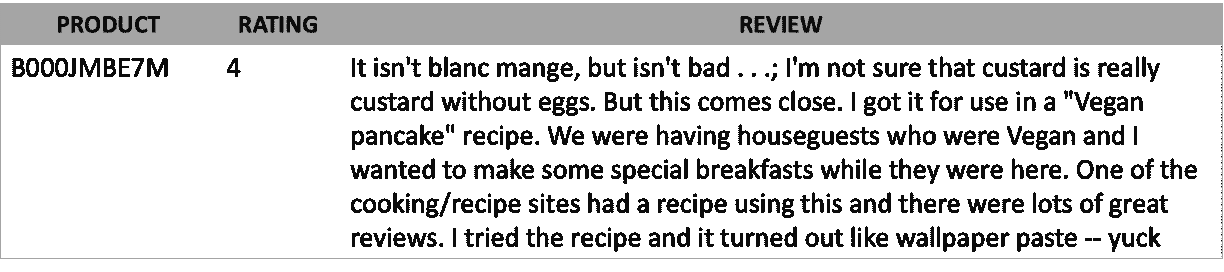 PRODUCT RATING REVIEW
B000JMBE7M 4 It isn't blanc mange, but isn't bad . . .; I'm not sure that custard is really
custard without eggs. But this comes close. I got it for use in a "Vegan
pancake" recipe. We were having houseguests who were Vegan and I
wanted to make some special breakfasts while they were here. One of the
cooking/recipe sites had a recipe using this and there were lots of great
reviews. I tried the recipe and it turned out like wallpaper paste -- yuck